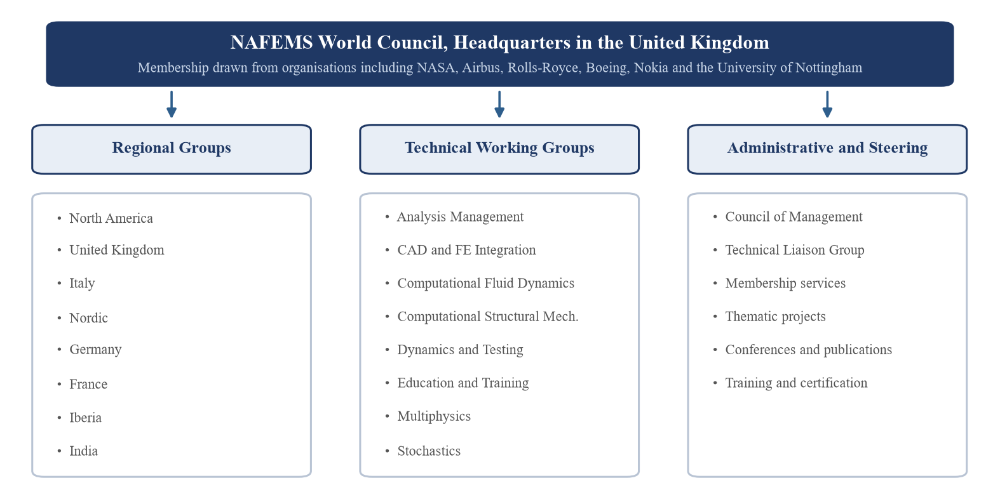 NAFEMS World Council, Headquarters in the United Kingdom
Membership drawn from organisations including NASA, Airbus, Rolls-Royce, Boeing, Nokia and the University of Nottingham
Regional Groups
• North America
• United Kingdom
• Italy
• Nordic
• Germany
• France
• Iberia
• India
Technical Working Groups
• Analysis Management
• CAD and FE Integration
• Computational Fluid Dynamics
• Computational Structural Mech.
• Dynamics and Testing
• Education and Training
• Multiphysics
• Stochastics
Administrative and Steering
• Council of Management
• Technical Liaison Group
• Membership services
• Thematic projects
• Conferences and publications
• Training and certification